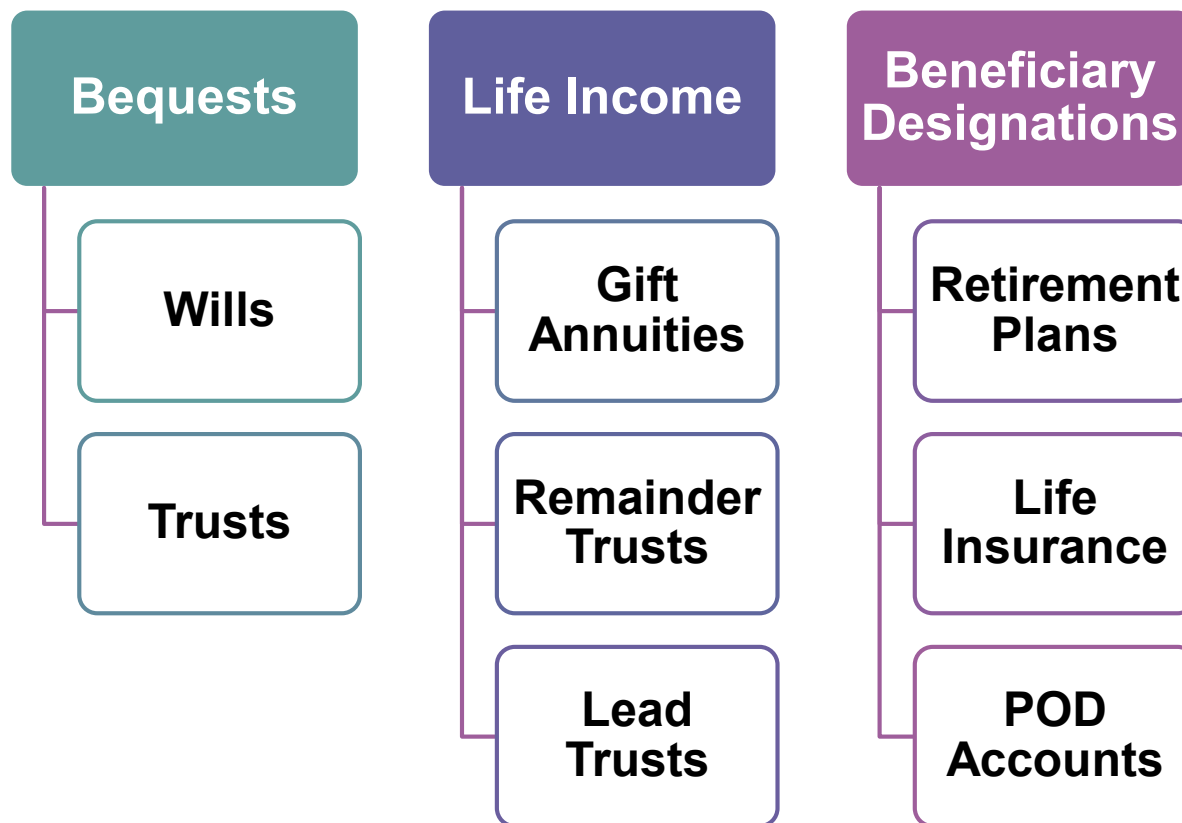 Bequests
Wills
Trusts
Life Income
Gift
Annuities
Remainder
Trusts
Lead
Trusts
Beneficiary
Designations
Retirement
Plans
Life
Insurance
POD
Accounts